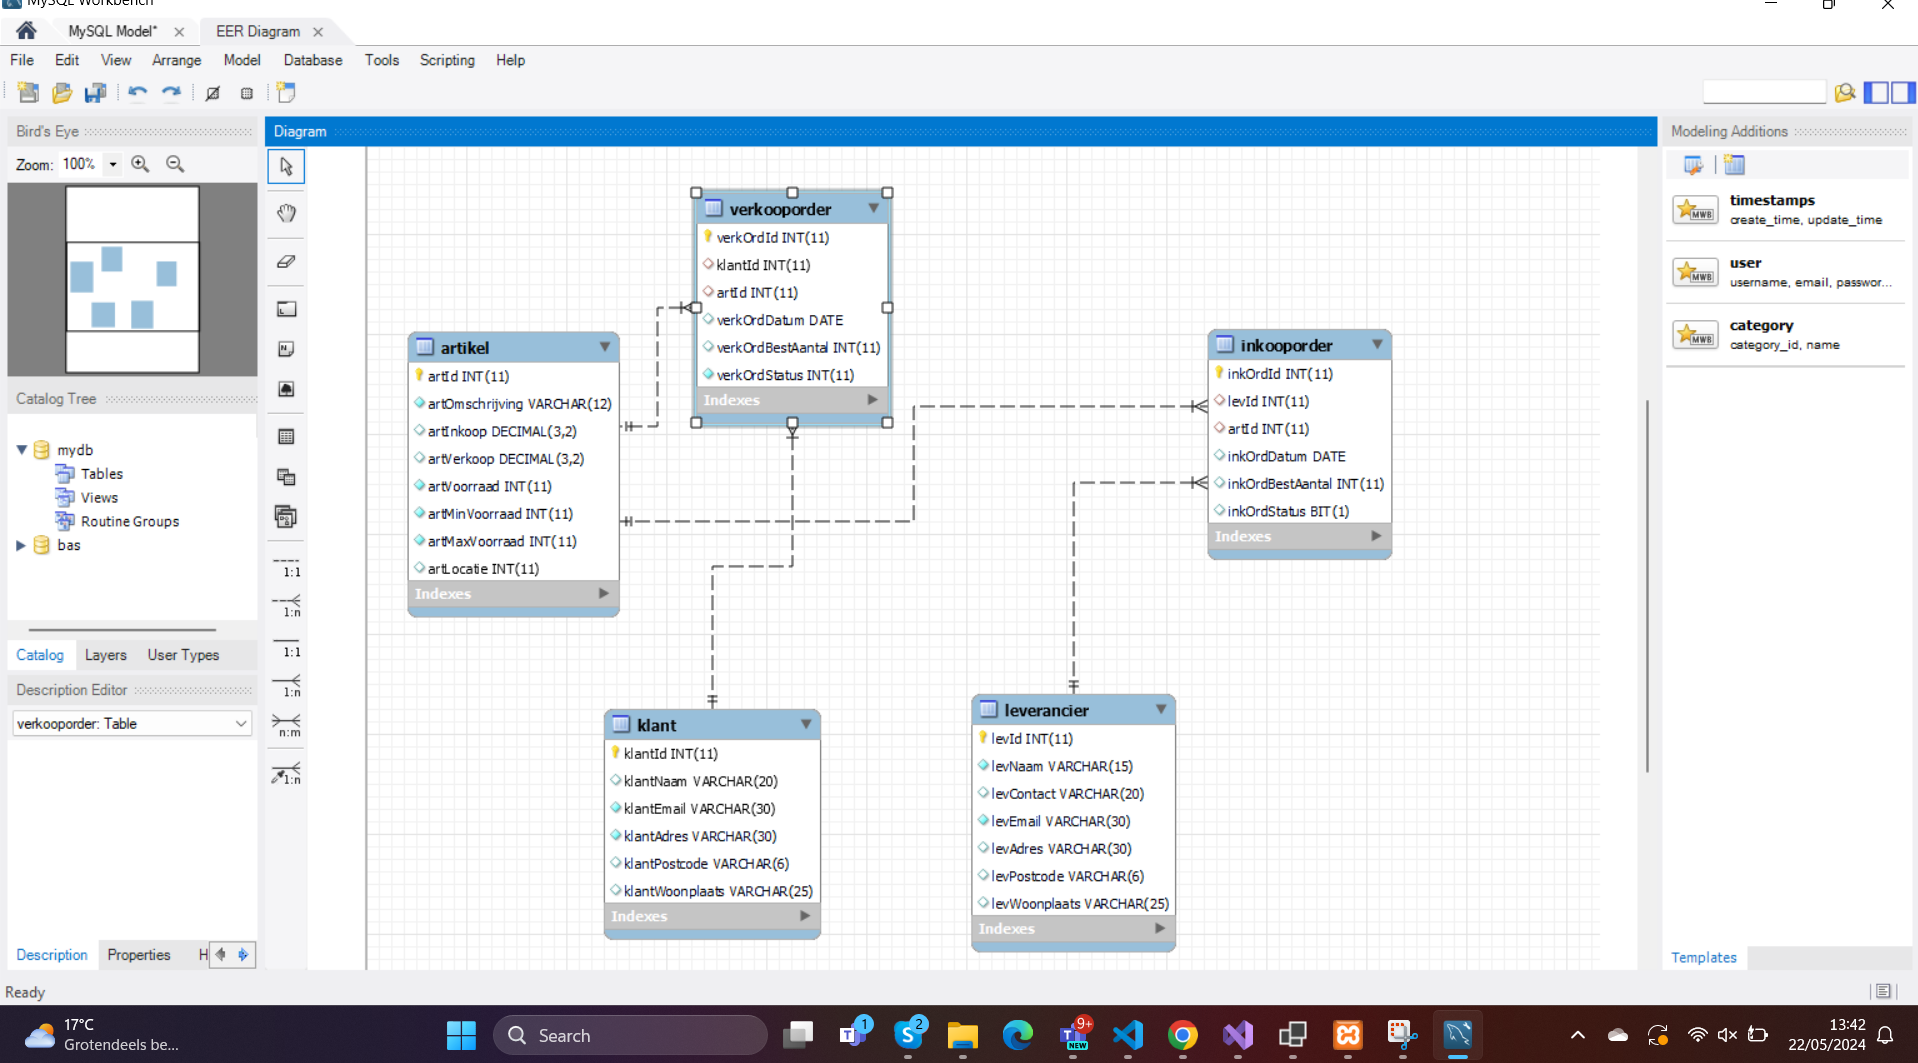 MySQL Workbench
MySQL Model*
EER Diagram
File Edit View Arrange Model Database Tools Scripting Help
Bird's Eye
Zoom: 100%
Catalog Tree
mydb
Tables
Views
Routine Groups
bas
Catalog Layers User Types
Description Editor
verkooporder: Table
Description Properties H
Ready
Diagram
1:1
1:n
1:1
1:n
n:m
1:n
verkooporder
verkOrdId INT(11)
klantId INT(11)
artId INT(11)
verkOrdDatum DATE
verkOrdBestAantal INT(11)
verkOrdStatus INT(11)
Indexes
artikel
artId INT(11)
artOmschrijving VARCHAR(12)
artInkoop DECIMAL(3,2)
artVerkoop DECIMAL(3,2)
artVoorraad INT(11)
artMinVoorraad INT(11)
artMaxVoorraad INT(11)
artLocatie INT(11)
Indexes
inkooporder
inkOrdId INT(11)
levId INT(11)
artId INT(11)
inkOrdDatum DATE
inkOrdBestAantal INT(11)
inkOrdStatus BIT(1)
Indexes
klant
klantId INT(11)
klantNaam VARCHAR(20)
klantEmail VARCHAR(30)
klantAdres VARCHAR(30)
klantPostcode VARCHAR(6)
klantWoonplaats VARCHAR(25)
Indexes
leverancier
levId INT(11)
levNaam VARCHAR(15)
levContact VARCHAR(20)
levEmail VARCHAR(30)
levAdres VARCHAR(30)
levPostcode VARCHAR(6)
levWoonplaats VARCHAR(25)
Indexes
Modeling Additions
MWB
timestamps
create_time, update_time
MWB
user
username, email, passwor...
MWB
category
category_id, name
Templates
17°C
Grotendeels be...
Search
1
2
9+
NEW
13:42
22/05/2024